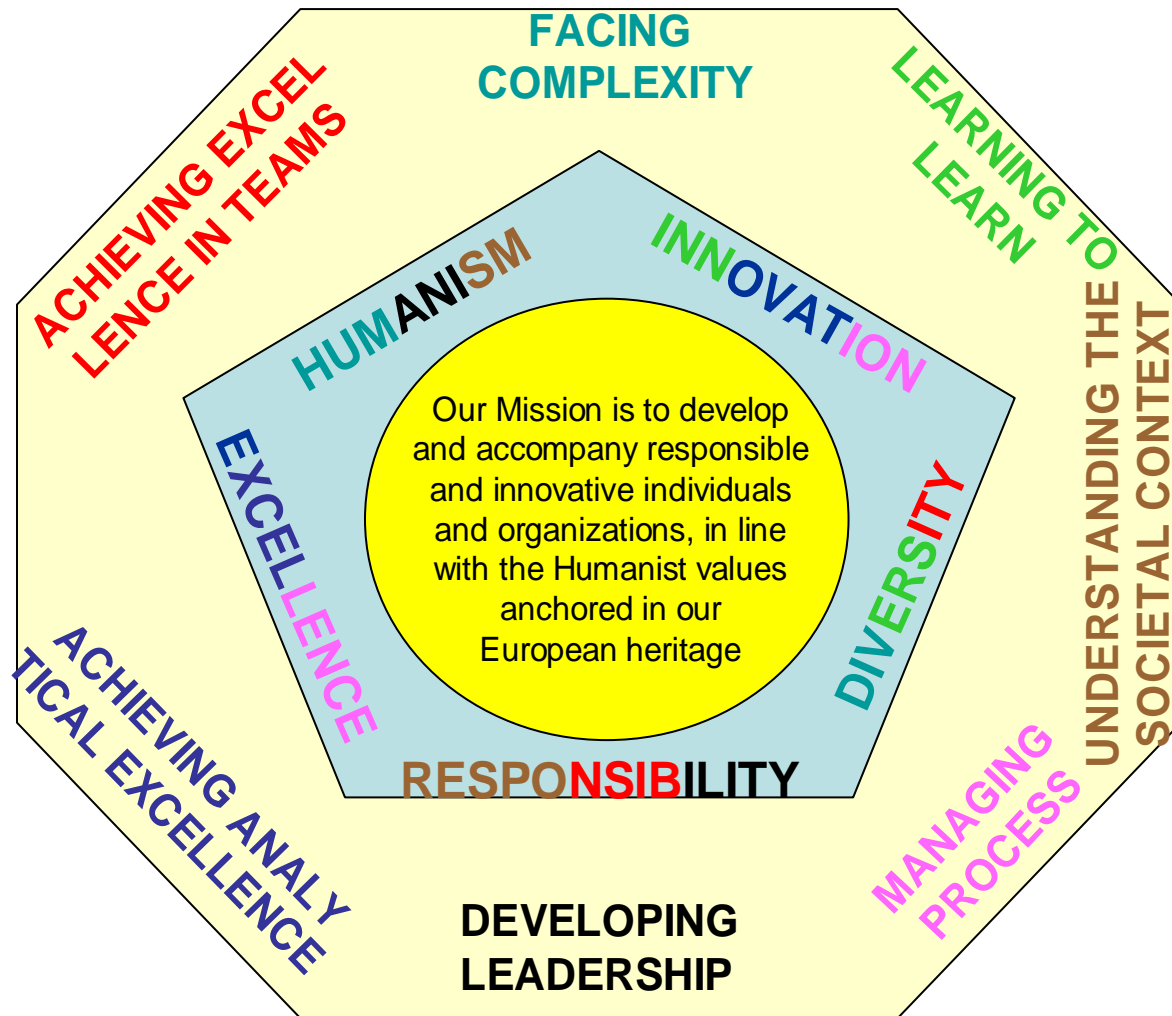 FACING
COMPLEXITY
LEARNING TO
LEARN
UNDERSTANDING THE
SOCIETAL CONTEXT
MANAGING
PROCESS
DEVELOPING
LEADERSHIP
ACHIEVING ANALY
TICAL EXCELLENCE
ACHIEVING EXCEL
LENCE IN TEAMS
HUMANISM
INNOVATION
DIVERSITY
RESPONSIBILITY
EXCELLENCE
Our Mission is to develop
and accompany responsible
and innovative individuals
and organizations, in line
with the Humanist values
anchored in our
European heritage